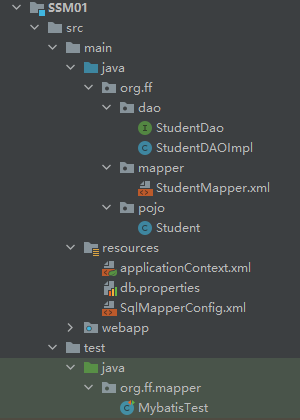 SSM01
src
main
java
org.ff
dao
StudentDao
StudentDAOImpl
mapper
StudentMapper.xml
pojo
Student
resources
applicationContext.xml
db.properties
SqlMapperConfig.xml
webapp
test
java
org.ff.mapper
MybatisTest